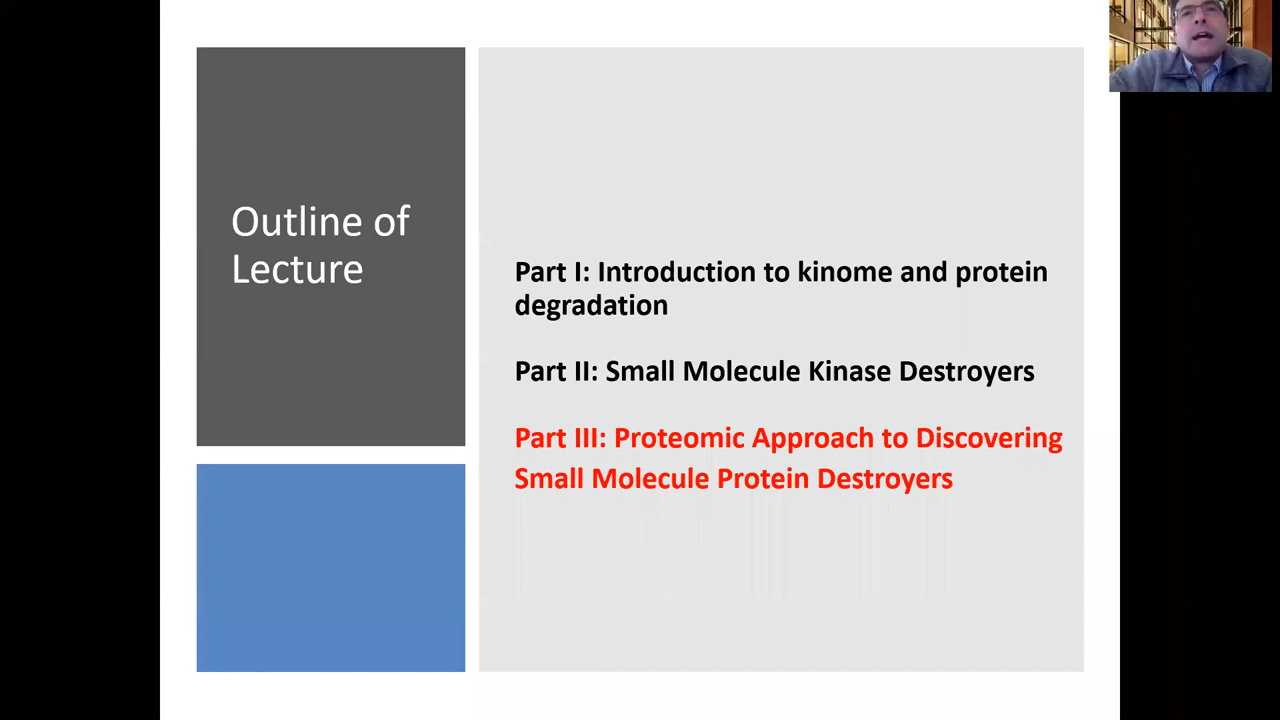 Outline of
Lecture
Part I: Introduction to kinome and protein
degradation
Part II: Small Molecule Kinase Destroyers
Part III: Proteomic Approach to Discovering
Small Molecule Protein Destroyers